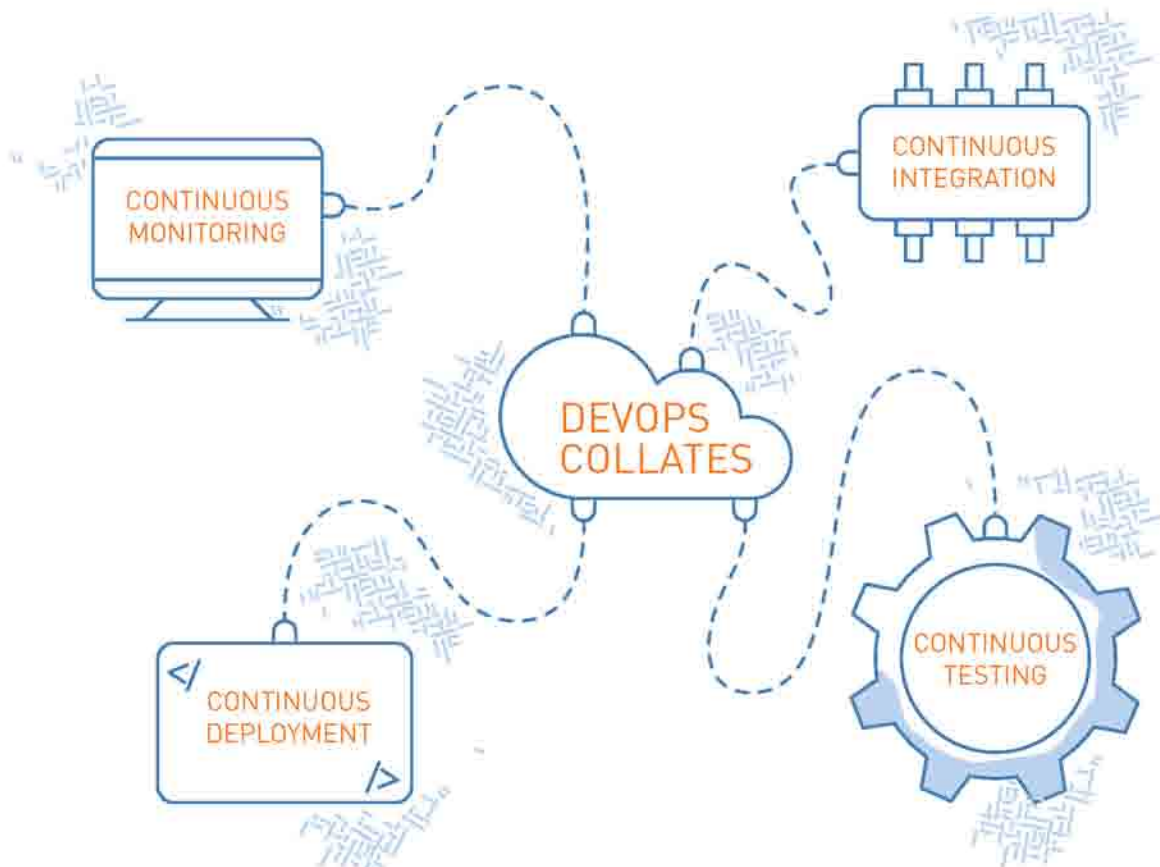 CONTINUOUS
MONITORING
CONTINUOUS
INTEGRATION
DEVOPS
COLLATES
</
CONTINUOUS
DEPLOYMENT
/>
CONTINUOUS
TESTING